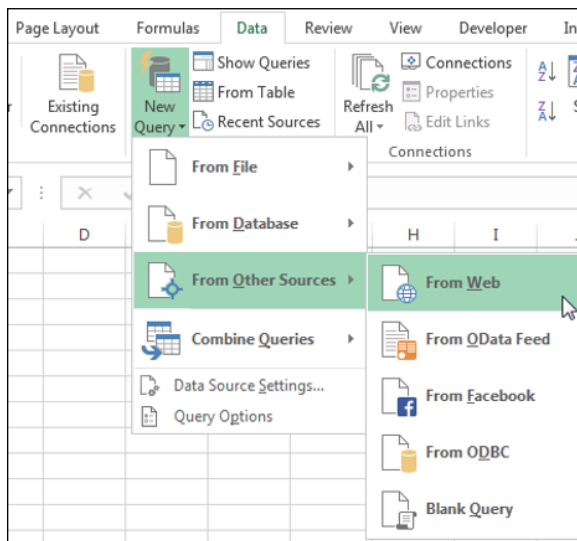 Page Layout Formulas Data Review View Developer In
Existing Connections
New Query
Show Queries
From Table
Recent Sources
Refresh All
Connections
Properties
Edit Links
Connections
A Z
Z A
D H I
From File
From Database
From Other Sources
Combine Queries
Data Source Settings...
Query Options
From Web
From OData Feed
From Facebook
From ODBC
Blank Query